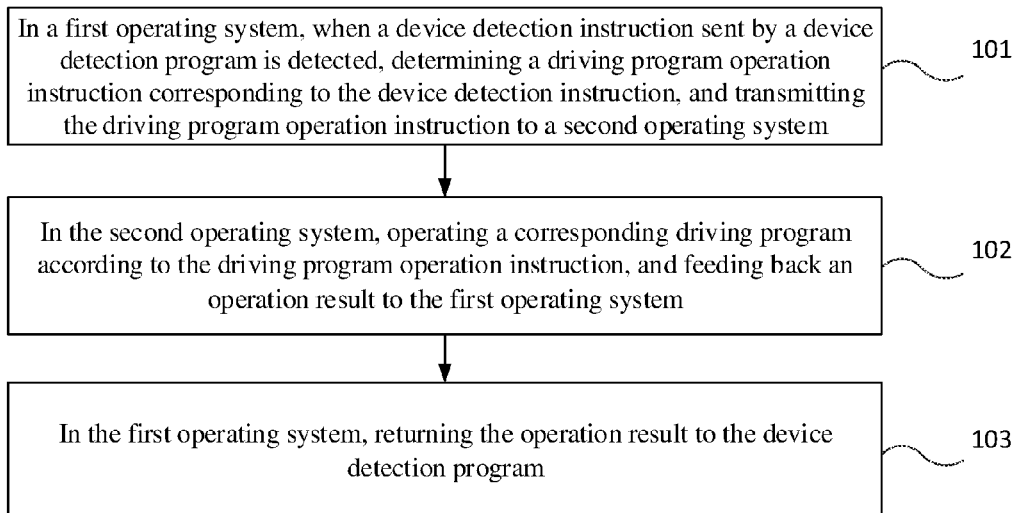 In a first operating system, when a device detection instruction sent by a device
detection program is detected, determining a driving program operation
instruction corresponding to the device detection instruction, and transmitting
the driving program operation instruction to a second operating system
101
In the second operating system, operating a corresponding driving program
according to the driving program operation instruction, and feeding back an
operation result to the first operating system
102
In the first operating system, returning the operation result to the device
detection program
103